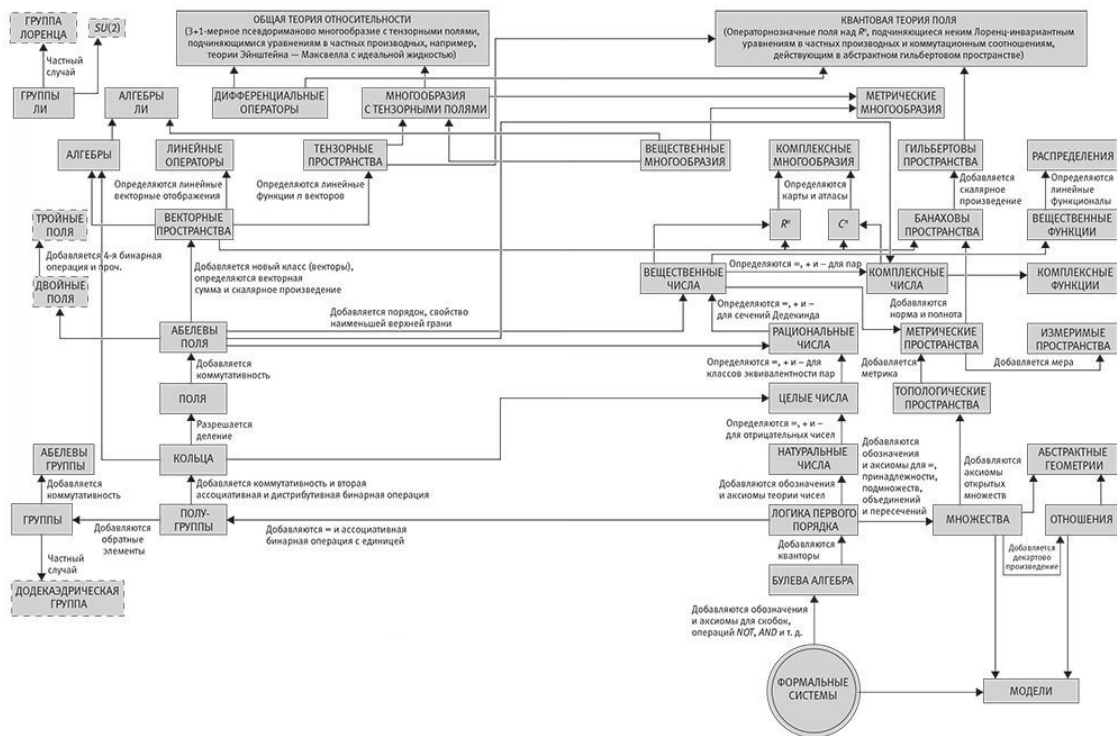 ГРУППА
ЛОРЕНЦА
SU(2)
Частный
случай
ГРУППЫ
ЛИ
АЛГЕБРЫ
ЛИ
ОБЩАЯ ТЕОРИЯ ОТНОСИТЕЛЬНОСТИ
(3+1-мерное псевдориманово многообразие с тензорными полями,
подчиняющимися уравнениям в частных производных, например,
теории Эйнштейна — Максвелла с идеальной жидкостью)
КВАНТОВАЯ ТЕОРИЯ ПОЛЯ
(Операторнозначные поля над Rⁿ, подчиняющиеся неким Лоренц-инвариантным
уравнениям в частных производных и коммутационным соотношениям,
действующим в абстрактном гильбертовом пространстве)
ДИФФЕРЕНЦИАЛЬНЫЕ
ОПЕРАТОРЫ
МНОГООБРАЗИЯ
С ТЕНЗОРНЫМИ ПОЛЯМИ
МЕТРИЧЕСКИЕ
МНОГООБРАЗИЯ
АЛГЕБРЫ
ЛИНЕЙНЫЕ
ОПЕРАТОРЫ
ТЕНЗОРНЫЕ
ПРОСТРАНСТВА
ВЕЩЕСТВЕННЫЕ
МНОГООБРАЗИЯ
КОМПЛЕКСНЫЕ
МНОГООБРАЗИЯ
ГИЛЬБЕРТОВЫ
ПРОСТРАНСТВА
РАСПРЕДЕЛЕНИЯ
Определяются линейные
векторные отображения
Определяются линейные
функции n векторов
Определяются
карты и атласы
Добавляется
скалярное
произведение
Определяются
линейные
функционалы
ТРОЙНЫЕ
ПОЛЯ
ВЕКТОРНЫЕ
ПРОСТРАНСТВА
Rⁿ
Cⁿ
БАНАХОВЫ
ПРОСТРАНСТВА
ВЕЩЕСТВЕННЫЕ
ФУНКЦИИ
Добавляется 4-я бинарная
операция и проч.
Добавляется новый класс (векторы),
определяются векторная
сумма и скалярное произведение
ДВОЙНЫЕ
ПОЛЯ
ВЕЩЕСТВЕННЫЕ
ЧИСЛА
Определяются =, + и – для пар
КОМПЛЕКСНЫЕ
ЧИСЛА
КОМПЛЕКСНЫЕ
ФУНКЦИИ
Добавляется порядок, свойство
наименьшей верхней грани
Определяются =, + и –
для сечений Дедекинда
Добавляются
норма и полнота
АБЕЛЕВЫ
ПОЛЯ
РАЦИОНАЛЬНЫЕ
ЧИСЛА
МЕТРИЧЕСКИЕ
ПРОСТРАНСТВА
ИЗМЕРИМЫЕ
ПРОСТРАНСТВА
Добавляется
коммутативность
Определяются =, + и – для
классов эквивалентности пар
Добавляется
метрика
Добавляется мера
ПОЛЯ
ЦЕЛЫЕ ЧИСЛА
ТОПОЛОГИЧЕСКИЕ
ПРОСТРАНСТВА
Разрешается
деление
Определяются =, + и –
для отрицательных чисел
АБЕЛЕВЫ
ГРУППЫ
КОЛЬЦА
НАТУРАЛЬНЫЕ
ЧИСЛА
Добавляются
обозначения
и аксиомы для =,
принадлежности,
подмножеств,
объединений
и пересечений
Добавляются
аксиомы
открытых
множеств
АБСТРАКТНЫЕ
ГЕОМЕТРИИ
Добавляется
коммутативность
Добавляется коммутативность и вторая
ассоциативная и дистрибутивная бинарная операция
Добавляются обозначения
и аксиомы теории чисел
ГРУППЫ
ПОЛУ-
ГРУППЫ
ЛОГИКА ПЕРВОГО
ПОРЯДКА
МНОЖЕСТВА
ОТНОШЕНИЯ
Добавляются
обратные
элементы
Добавляются = и ассоциативная
бинарная операция с единицей
Добавляются
кванторы
Добавляется
декартово
произведение
Частный
случай
ДОДЕКАЭДРИЧЕСКАЯ
ГРУППА
БУЛЕВА АЛГЕБРА
Добавляются обозначения
и аксиомы для скобок,
операций NOT, AND и т. д.
ФОРМАЛЬНЫЕ
СИСТЕМЫ
МОДЕЛИ